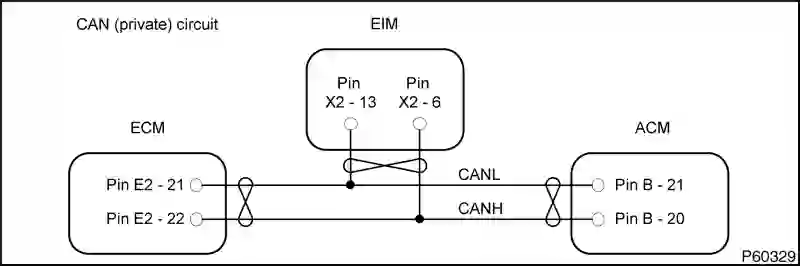 CAN (private) circuit
EIM
Pin Pin
X2 - 13 X2 - 6
ECM
ACM
Pin E2 - 21
CANL
Pin B - 21
Pin E2 - 22
CANH
Pin B - 20
P60329